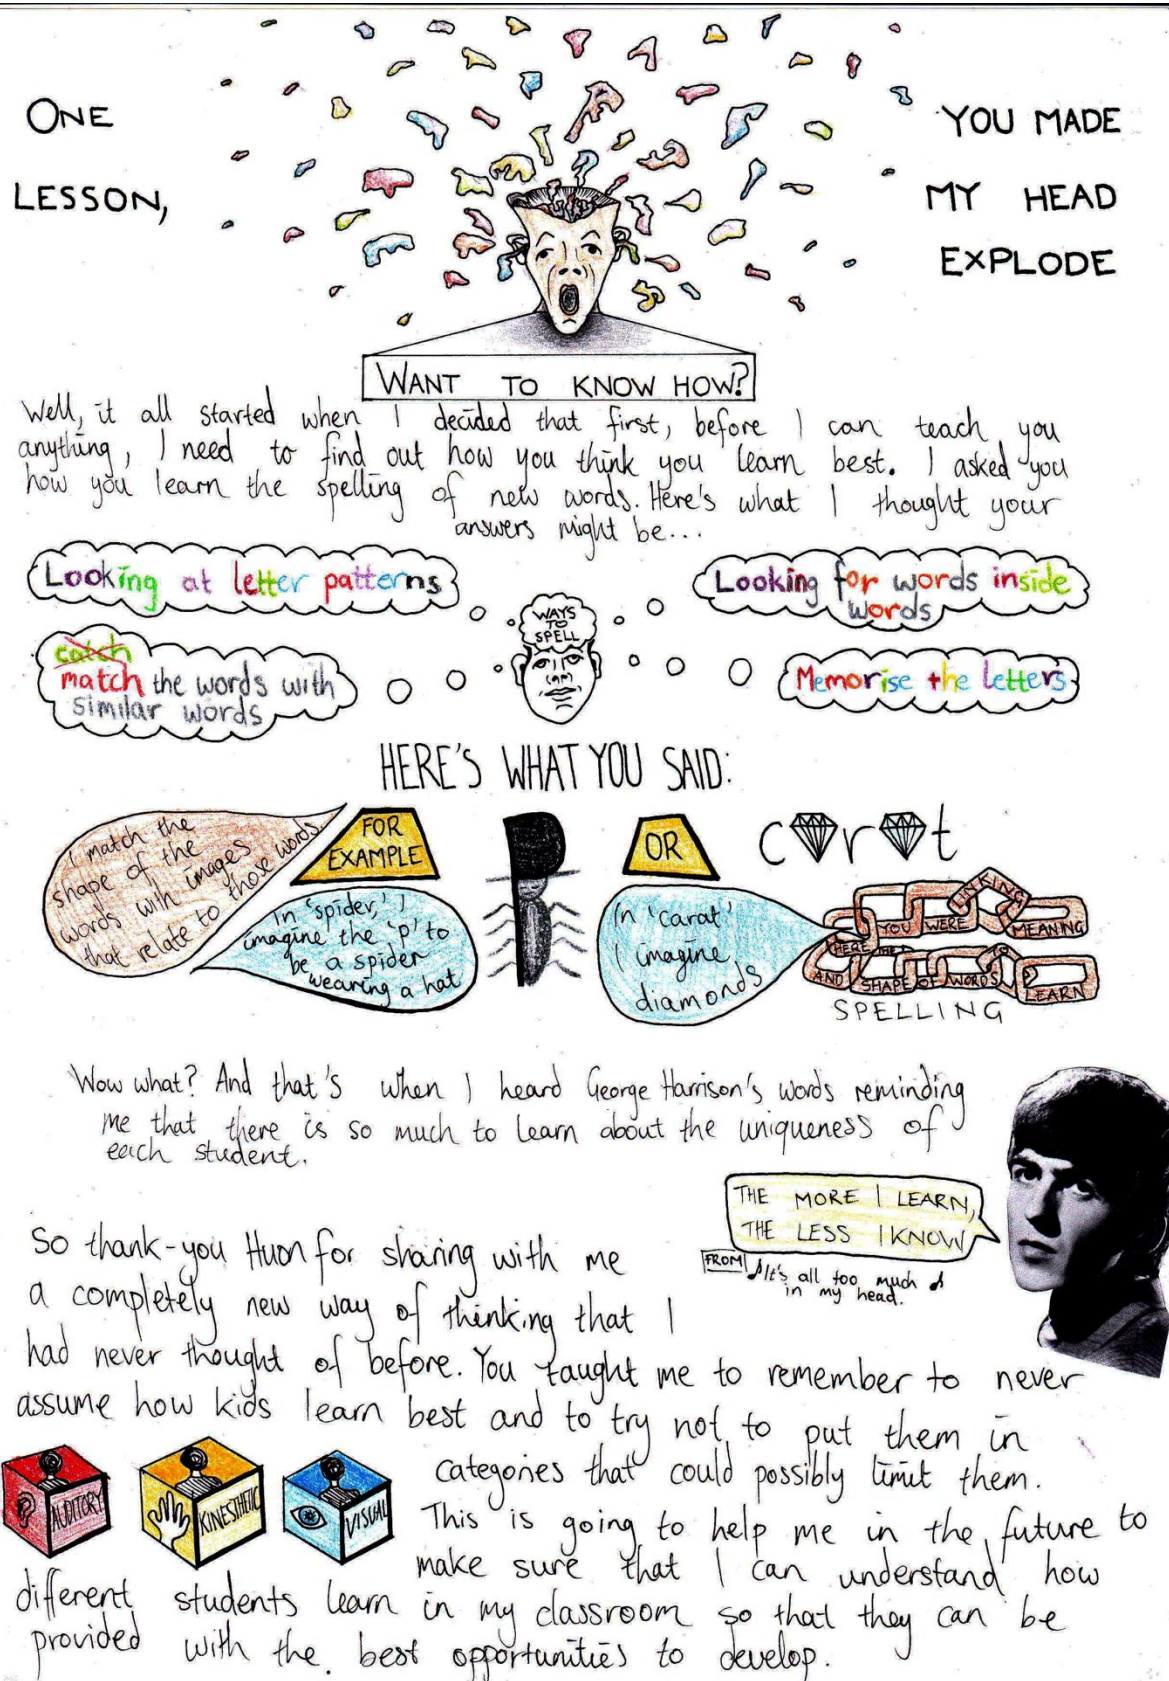 ONE
LESSON,
YOU MADE
MY HEAD
EXPLODE
WANT TO KNOW HOW?
Well, it all started when I decided that first, before I can teach you
anything, I need to find out how you think you learn best. I asked you
how you learn the spelling of new words. Here's what I thought your
answers might be...
Looking at letter patterns
Looking for words inside
words
WAYS
TO
SPELL
catch
match the words with
similar words
Memorise the letters
HERE'S WHAT YOU SAID:
I match the
shape of the
words with images
that relate to those words.
FOR
EXAMPLE
In 'spider,' I
imagine the 'p' to
be a spider
wearing a hat
OR
In 'carat'
I imagine
diamonds
c r t
HERE YOU WERE LINKING MEANING
AND THE SHAPE OF WORDS LEARN
SPELLING
Wow what? And that's when I heard George Harrison's words reminding
me that there is so much to learn about the uniqueness of
each student.
THE MORE I LEARN,
THE LESS I KNOW
FROM It's all too much
in my head.
So thank-you Huon for sharing with me
a completely new way of thinking that I
had never thought of before. You taught me to remember to never
assume how kids learn best and to try not to put them in
categories that could possibly limit them.
AUDITORY
KINESTHETIC
VISUAL
This is going to help me in the future to
make sure that I can understand how
different students learn in my classroom so that they can be
provided with the best opportunities to develop.